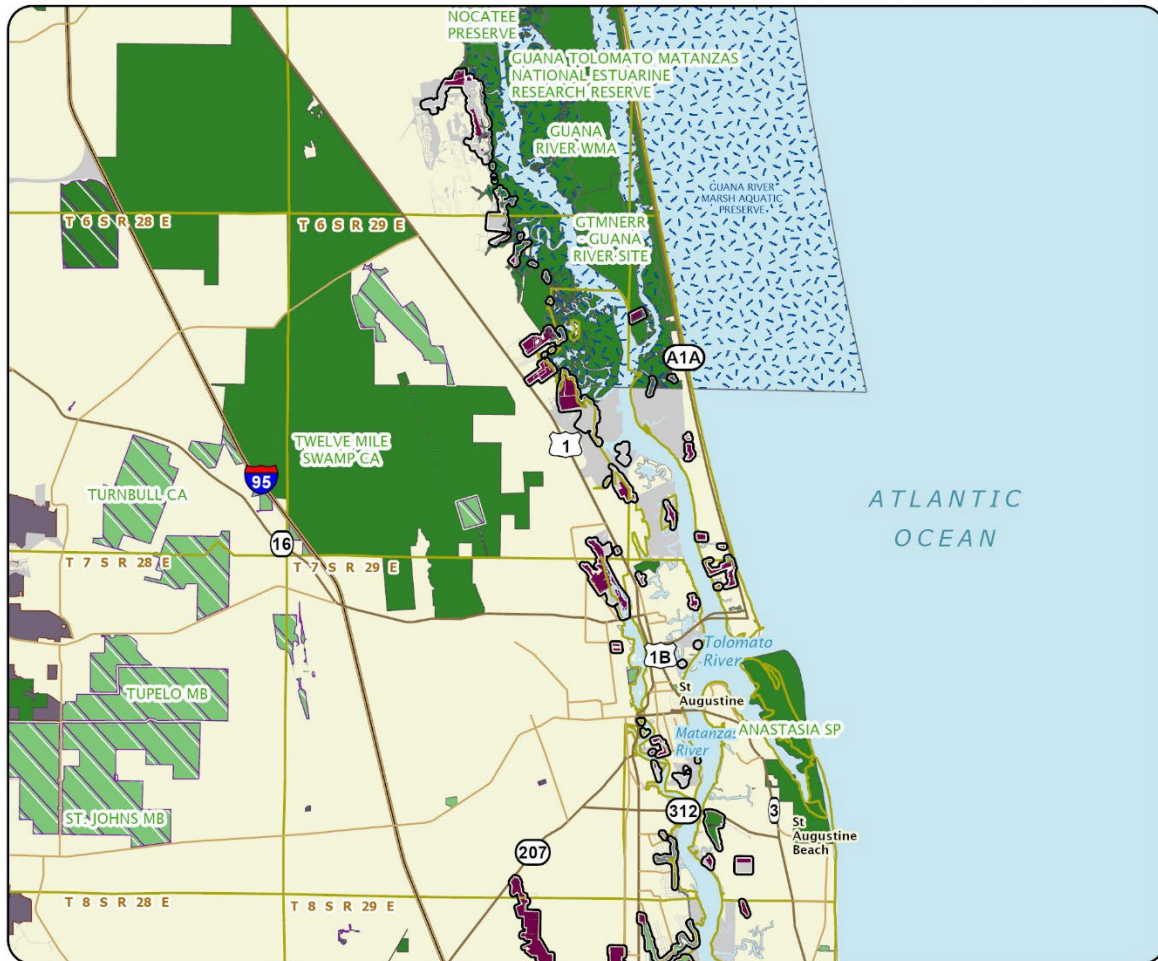 NOCATEE
PRESERVE
GUANA TOLOMATO MATANZAS
NATIONAL ESTUARINE
RESEARCH RESERVE
GUANA
RIVER WMA
GUANA RIVER
MARSH AQUATIC
PRESERVE
T 6 S R 28 E
T 6 S R 29 E
GTMNERR
- GUANA
RIVER SITE
A1A
1
TWELVE MILE
SWAMP CA
95
TURNBULL CA
ATLANTIC
OCEAN
16
T 7 S R 28 E
T 7 S R 29 E
Tolomato
River
1B
St
Augustine
TUPELO MB
Matanzas
River
ANASTASIA SP
ST. JOHNS MB
312
3
St
Augustine
Beach
207
T 8 S R 28 E
T 8 S R 29 E